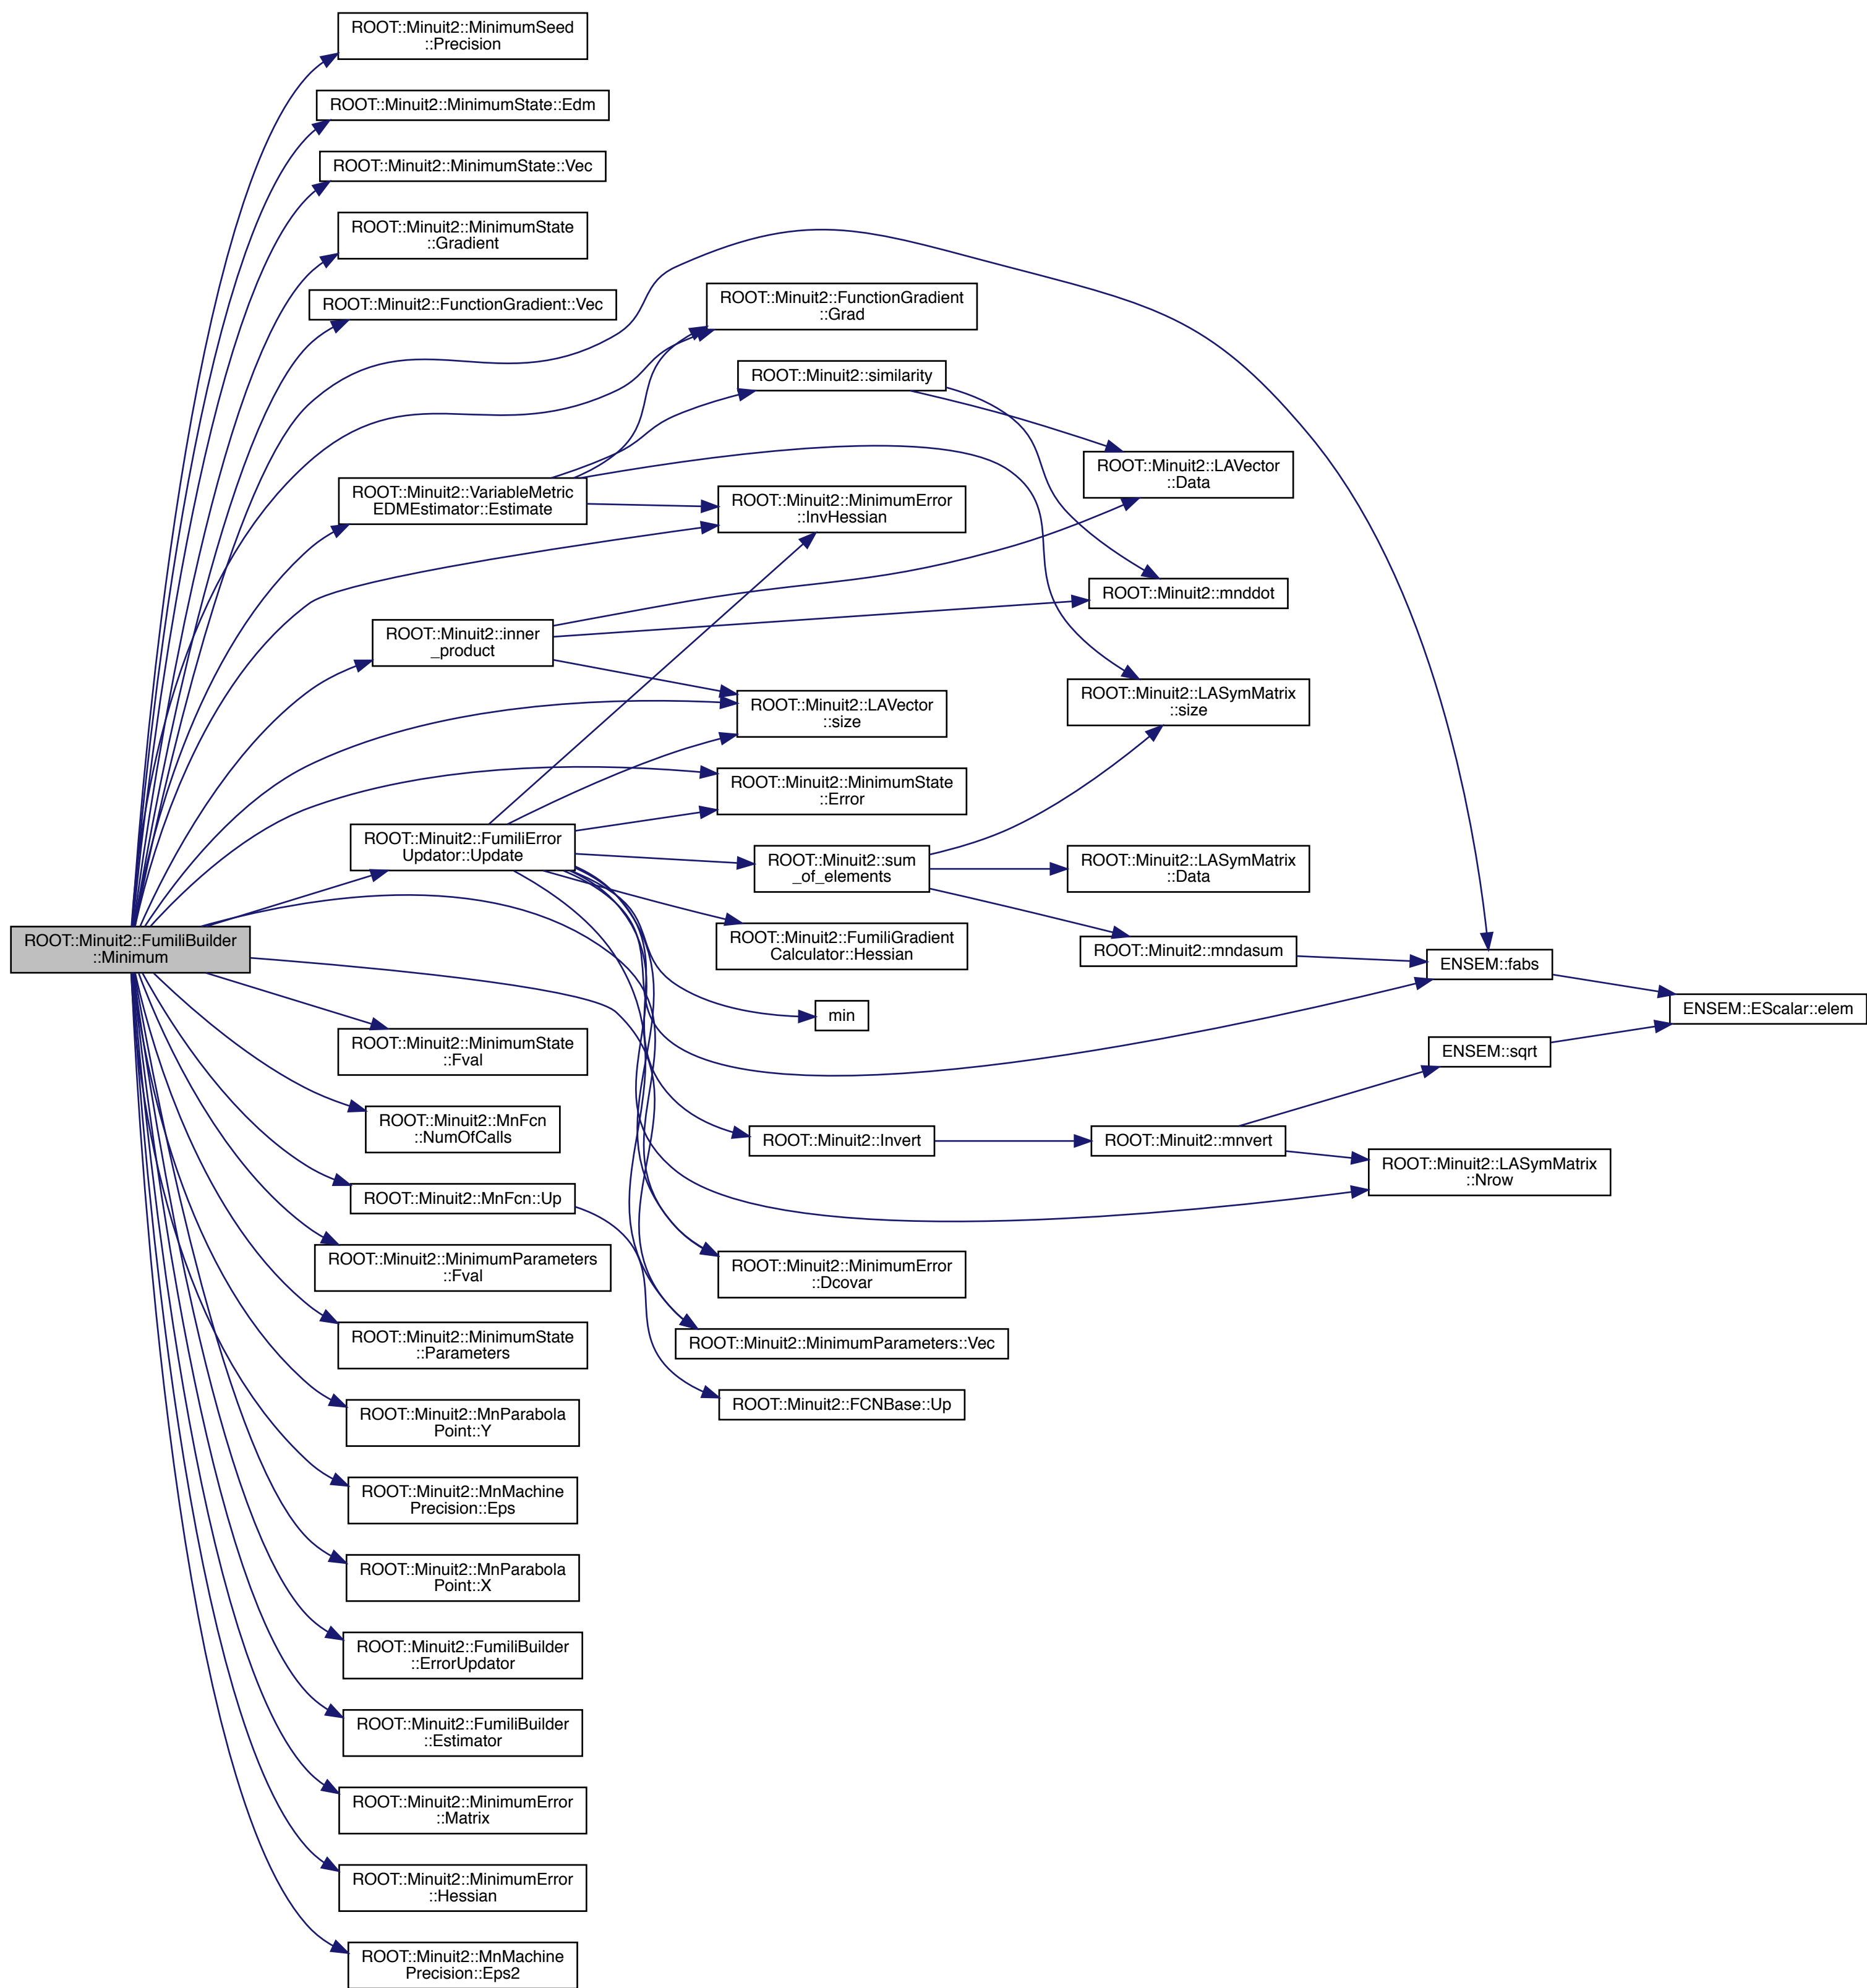 ROOT::Minuit2::MinimumSeed
::Precision
ROOT::Minuit2::MinimumState::Edm
ROOT::Minuit2::MinimumState::Vec
ROOT::Minuit2::MinimumState
::Gradient
ROOT::Minuit2::FunctionGradient::Vec
ROOT::Minuit2::FunctionGradient
::Grad
ROOT::Minuit2::similarity
ROOT::Minuit2::LAVector
::Data
ROOT::Minuit2::VariableMetric
EDMEstimator::Estimate
ROOT::Minuit2::MinimumError
::InvHessian
ROOT::Minuit2::mnddot
ROOT::Minuit2::inner
_product
ROOT::Minuit2::LAVector
::size
ROOT::Minuit2::LASymMatrix
::size
ROOT::Minuit2::MinimumState
::Error
ROOT::Minuit2::FumiliError
Updator::Update
ROOT::Minuit2::sum
_of_elements
ROOT::Minuit2::LASymMatrix
::Data
ROOT::Minuit2::FumiliBuilder
::Minimum
ROOT::Minuit2::FumiliGradient
Calculator::Hessian
ROOT::Minuit2::mndasum
ENSEM::fabs
ENSEM::EScalar::elem
min
ROOT::Minuit2::MinimumState
::Fval
ENSEM::sqrt
ROOT::Minuit2::MnFcn
::NumOfCalls
ROOT::Minuit2::Invert
ROOT::Minuit2::mnvert
ROOT::Minuit2::LASymMatrix
::Nrow
ROOT::Minuit2::MnFcn::Up
ROOT::Minuit2::MinimumParameters
::Fval
ROOT::Minuit2::MinimumError
::Dcovar
ROOT::Minuit2::MinimumState
::Parameters
ROOT::Minuit2::MinimumParameters::Vec
ROOT::Minuit2::FCNBase::Up
ROOT::Minuit2::MnParabola
Point::Y
ROOT::Minuit2::MnMachine
Precision::Eps
ROOT::Minuit2::MnParabola
Point::X
ROOT::Minuit2::FumiliBuilder
::ErrorUpdator
ROOT::Minuit2::FumiliBuilder
::Estimator
ROOT::Minuit2::MinimumError
::Matrix
ROOT::Minuit2::MinimumError
::Hessian
ROOT::Minuit2::MnMachine
Precision::Eps2